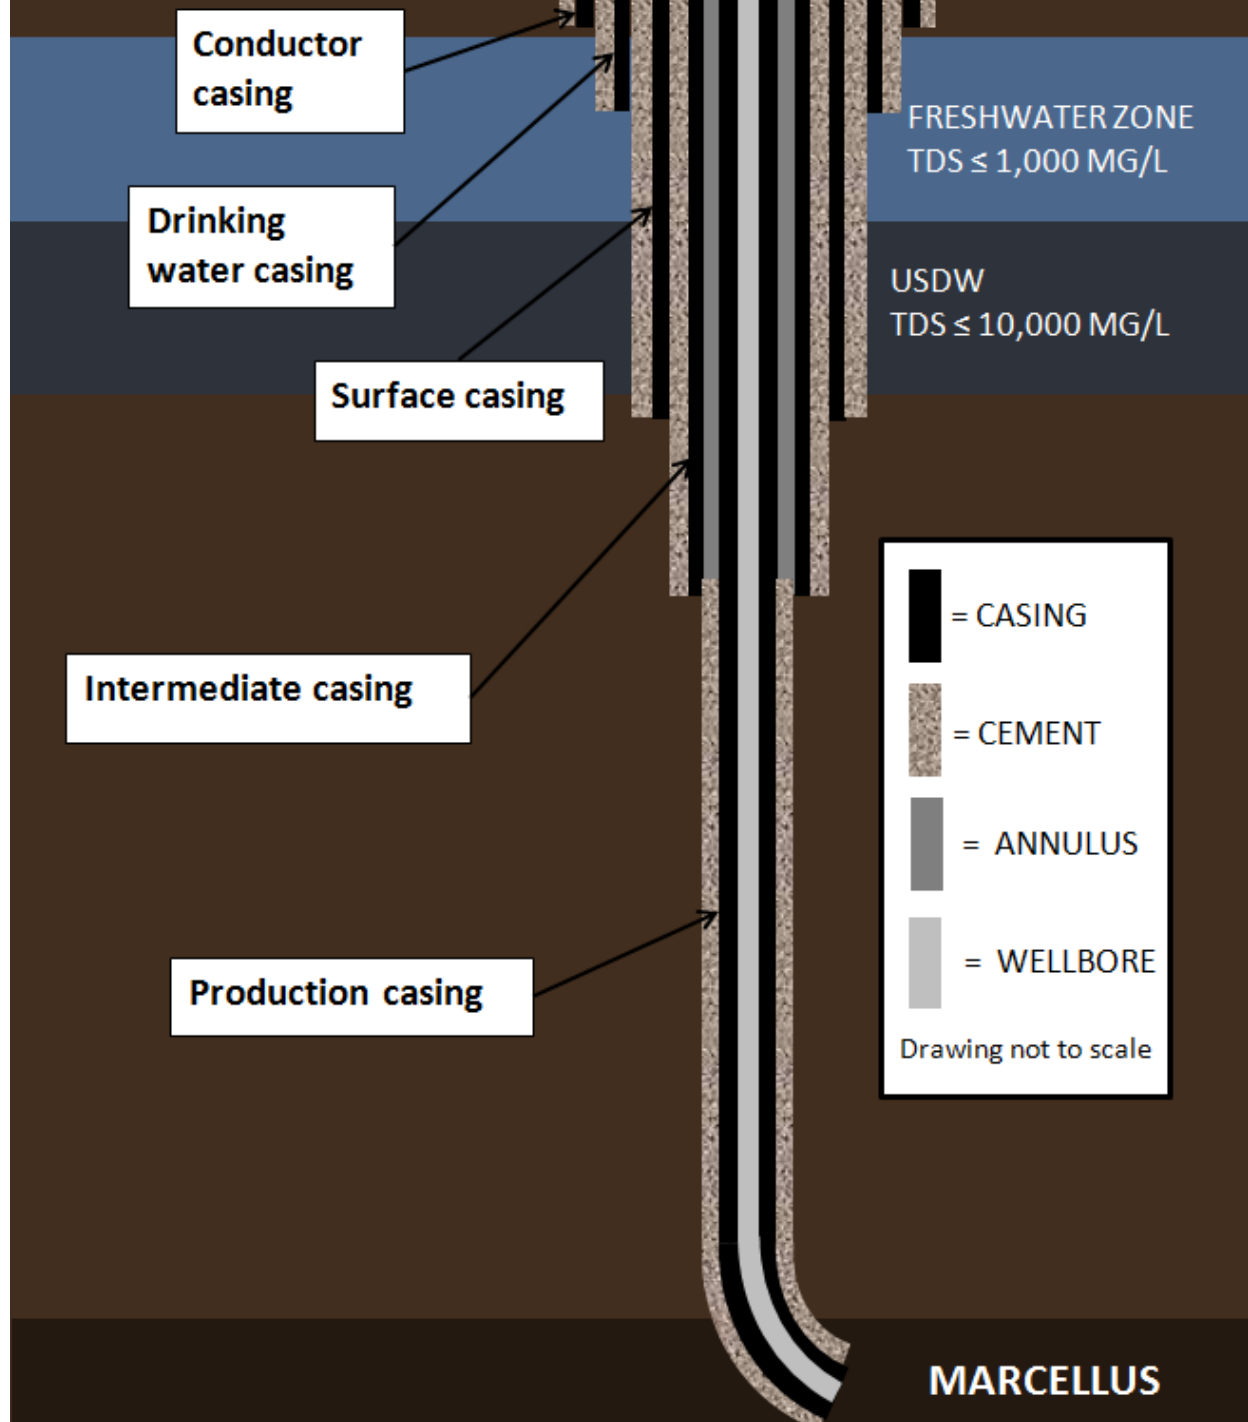 Conductor
casing
FRESHWATER ZONE
TDS ≤ 1,000 MG/L
Drinking
water casing
USDW
TDS ≤ 10,000 MG/L
Surface casing
Intermediate casing
= CASING
= CEMENT
= ANNULUS
= WELLBORE
Drawing not to scale
Production casing
MARCELLUS